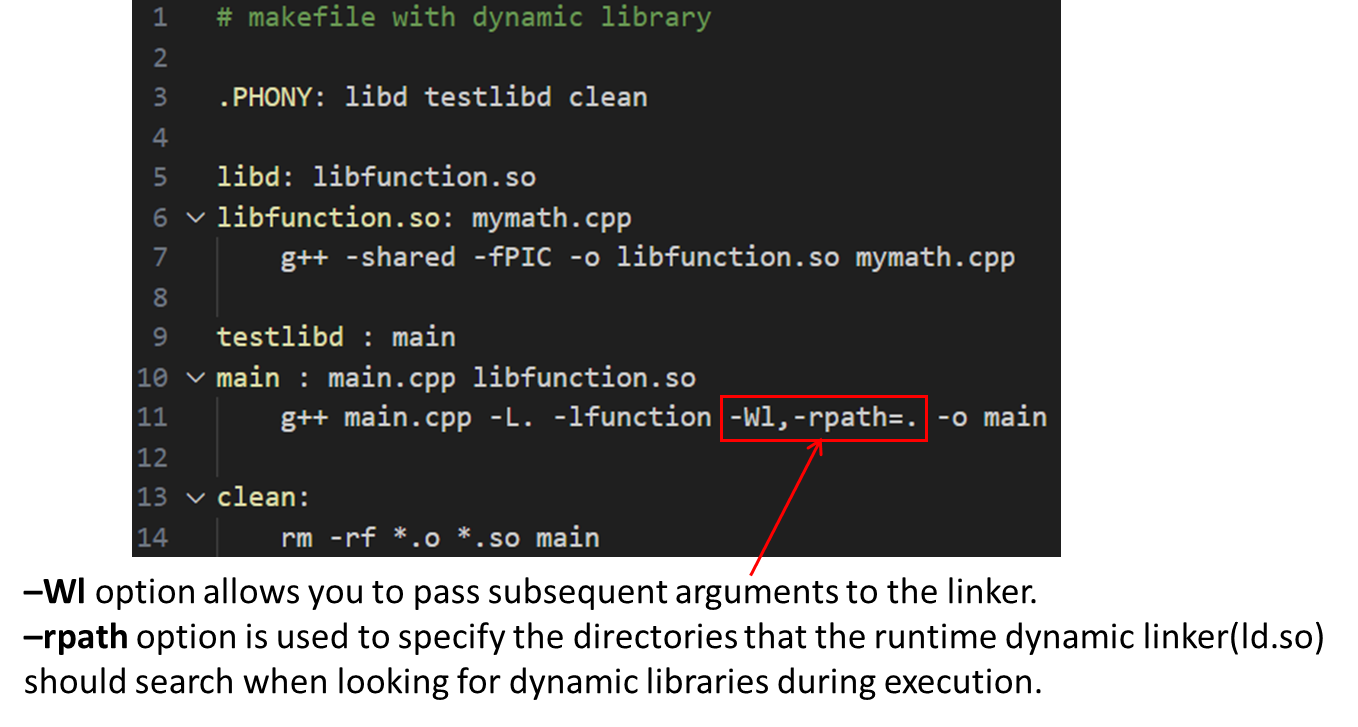 1 # makefile with dynamic library
2
3 .PHONY: libd testlibd clean
4
5 libd: libfunction.so
6 libfunction.so: mymath.cpp
7 g++ -shared -fPIC -o libfunction.so mymath.cpp
8
9 testlibd : main
10 main : main.cpp libfunction.so
11 g++ main.cpp -L. -lfunction -Wl,-rpath=. -o main
12
13 clean:
14 rm -rf *.o *.so main
–Wl option allows you to pass subsequent arguments to the linker.
–rpath option is used to specify the directories that the runtime dynamic linker(ld.so)
should search when looking for dynamic libraries during execution.